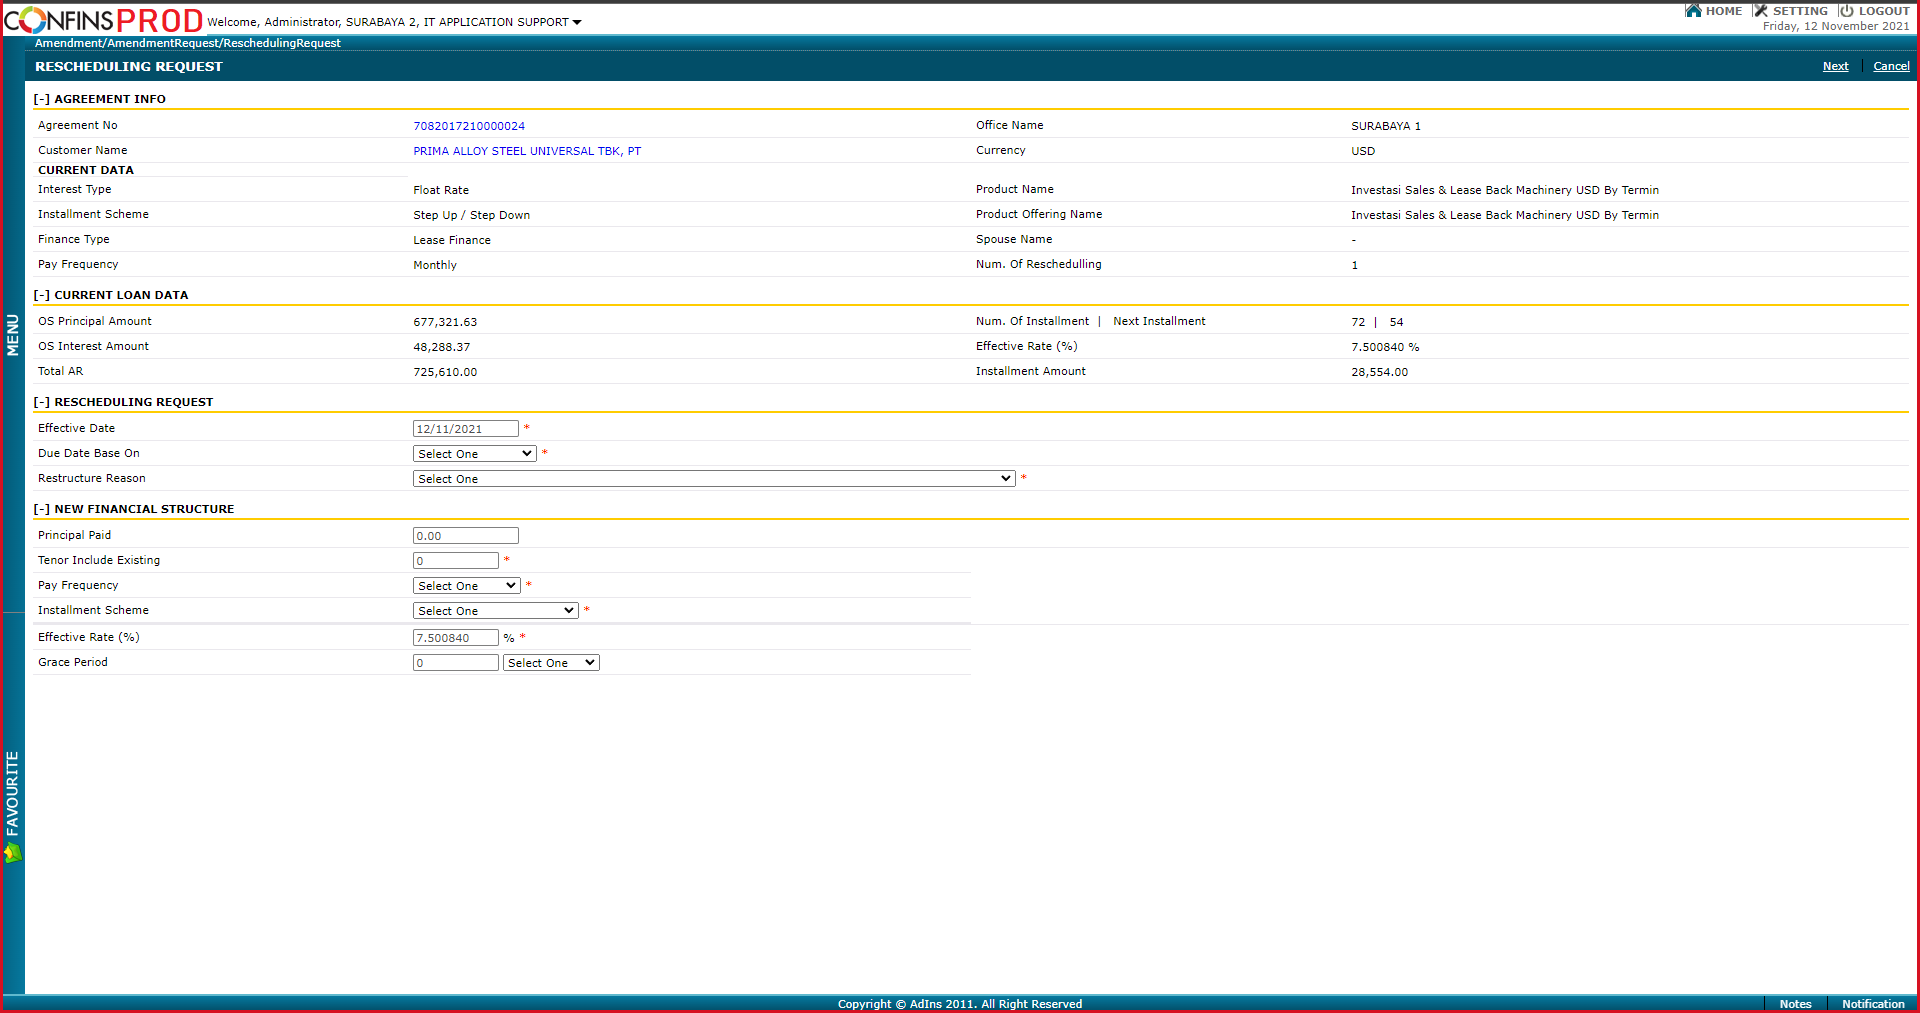 CONFINS PROD Welcome, Administrator, SURABAYA 2, IT APPLICATION SUPPORT
HOME SETTING LOGOUT
Friday, 12 November 2021
Amendment/AmendmentRequest/ReschedulingRequest
RESCHEDULING REQUEST Next Cancel
[-] AGREEMENT INFO
Agreement No 7082017210000024 Office Name SURABAYA 1
Customer Name PRIMA ALLOY STEEL UNIVERSAL TBK, PT Currency USD
CURRENT DATA
Interest Type Float Rate Product Name Investasi Sales & Lease Back Machinery USD By Termin
Installment Scheme Step Up / Step Down Product Offering Name Investasi Sales & Lease Back Machinery USD By Termin
Finance Type Lease Finance Spouse Name -
Pay Frequency Monthly Num. Of Reschedulling 1
[-] CURRENT LOAN DATA
OS Principal Amount 677,321.63 Num. Of Installment | Next Installment 72 | 54
OS Interest Amount 48,288.37 Effective Rate (%) 7.500840 %
Total AR 725,610.00 Installment Amount 28,554.00
[-] RESCHEDULING REQUEST
Effective Date 12/11/2021 *
Due Date Base On Select One *
Restructure Reason Select One *
[-] NEW FINANCIAL STRUCTURE
Principal Paid 0.00
Tenor Include Existing 0 *
Pay Frequency Select One *
Installment Scheme Select One *
Effective Rate (%) 7.500840 % *
Grace Period 0 Select One
MENU
FAVOURITE
Copyright © AdIns 2011. All Right Reserved Notes Notification